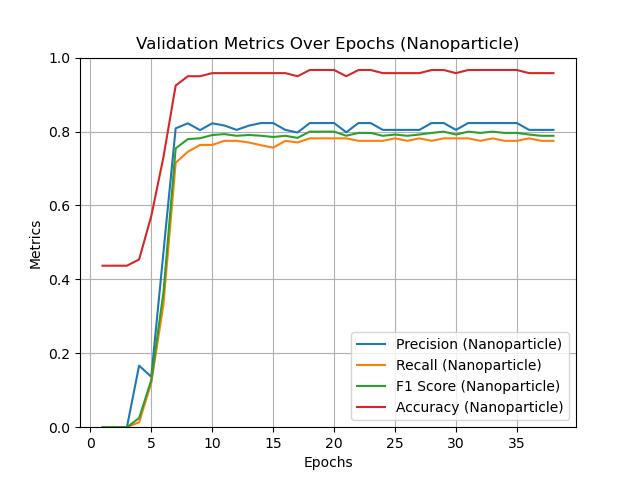 Validation Metrics Over Epochs (Nanoparticle)
1.0
0.8
0.6
0.4
0.2
0.0
Metrics
0 5 10 15 20 25 30 35
Epochs
Precision (Nanoparticle)
Recall (Nanoparticle)
F1 Score (Nanoparticle)
Accuracy (Nanoparticle)